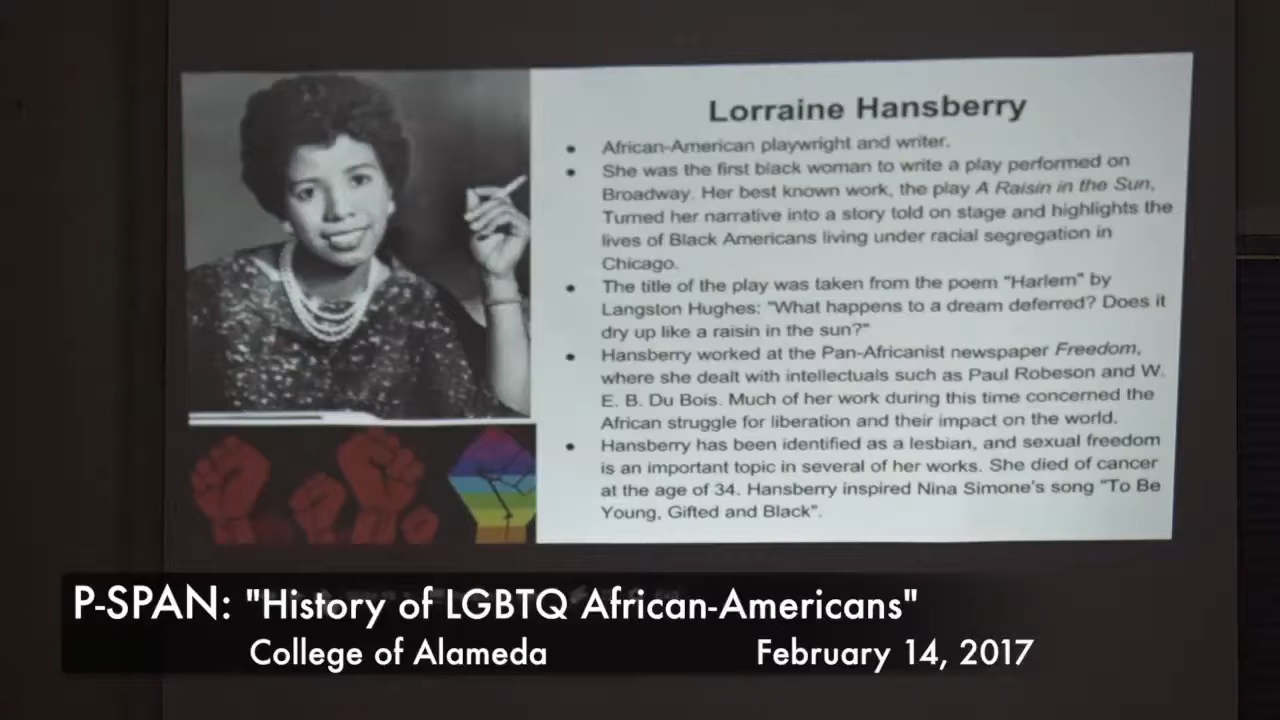 Lorraine Hansberry
• African-American playwright and writer.
• She was the first black woman to write a play performed on
Broadway. Her best known work, the play A Raisin in the Sun,
Turned her narrative into a story told on stage and highlights the
lives of Black Americans living under racial segregation in
Chicago.
• The title of the play was taken from the poem "Harlem" by
Langston Hughes: "What happens to a dream deferred? Does it
dry up like a raisin in the sun?"
• Hansberry worked at the Pan-Africanist newspaper Freedom,
where she dealt with intellectuals such as Paul Robeson and W.
E. B. Du Bois. Much of her work during this time concerned the
African struggle for liberation and their impact on the world.
• Hansberry has been identified as a lesbian, and sexual freedom
is an important topic in several of her works. She died of cancer
at the age of 34. Hansberry inspired Nina Simone's song "To Be
Young, Gifted and Black".
P-SPAN: "History of LGBTQ African-Americans"
College of Alameda February 14, 2017